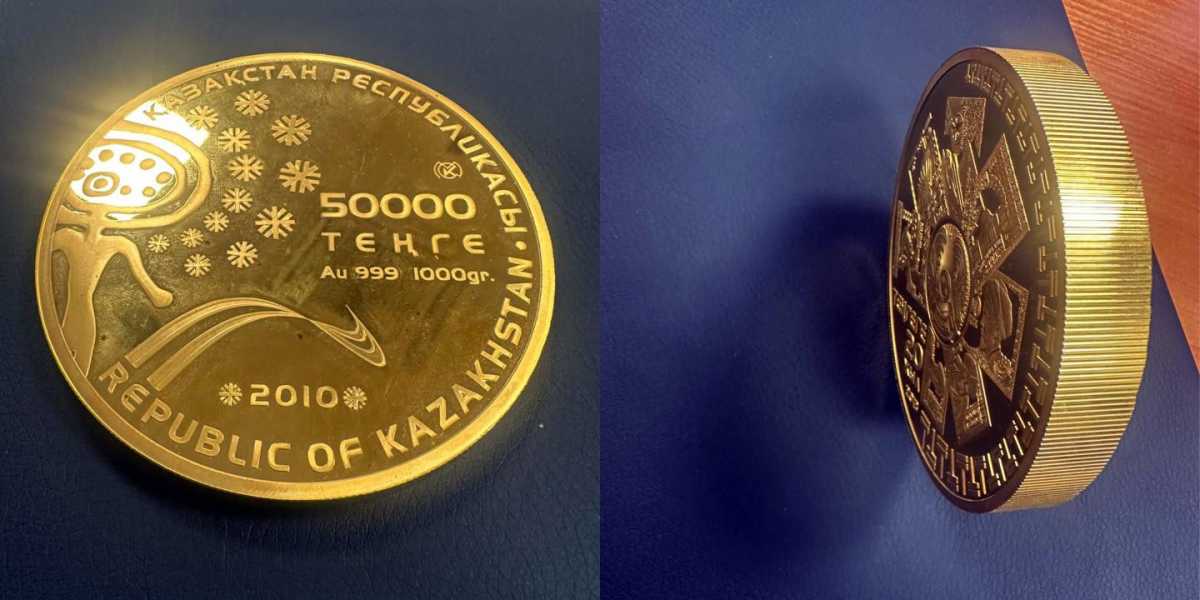 ҚАЗАҚСТАН РЕСПУБЛИКАСЫ
50000
ТЕҢГЕ
Au 999 1000gr.
2010
REPUBLIC OF KAZAKHSTAN